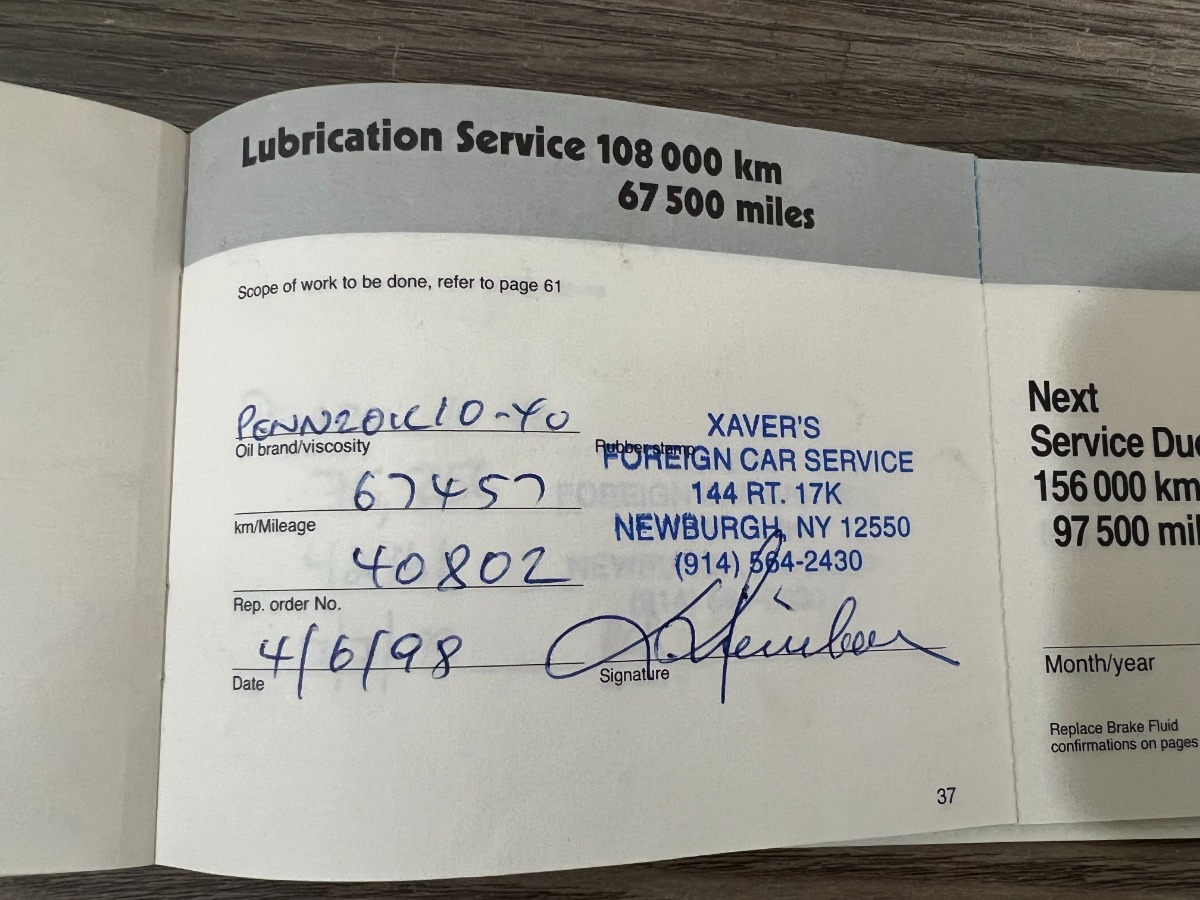 Lubrication Service 108 000 km
67 500 miles
Scope of work to be done, refer to page 61
PENNZOIL 10-40
Oil brand/viscosity
67457
km/Mileage
40802
Rep. order No.
4/6/98
Date
Rubber stamp
XAVER'S
FOREIGN CAR SERVICE
144 RT. 17K
NEWBURGH, NY 12550
(914) 564-2430
Signature
37
Next
Service Due
156 000 km
97 500 mil
Month/year
Replace Brake Fluid
confirmations on pages